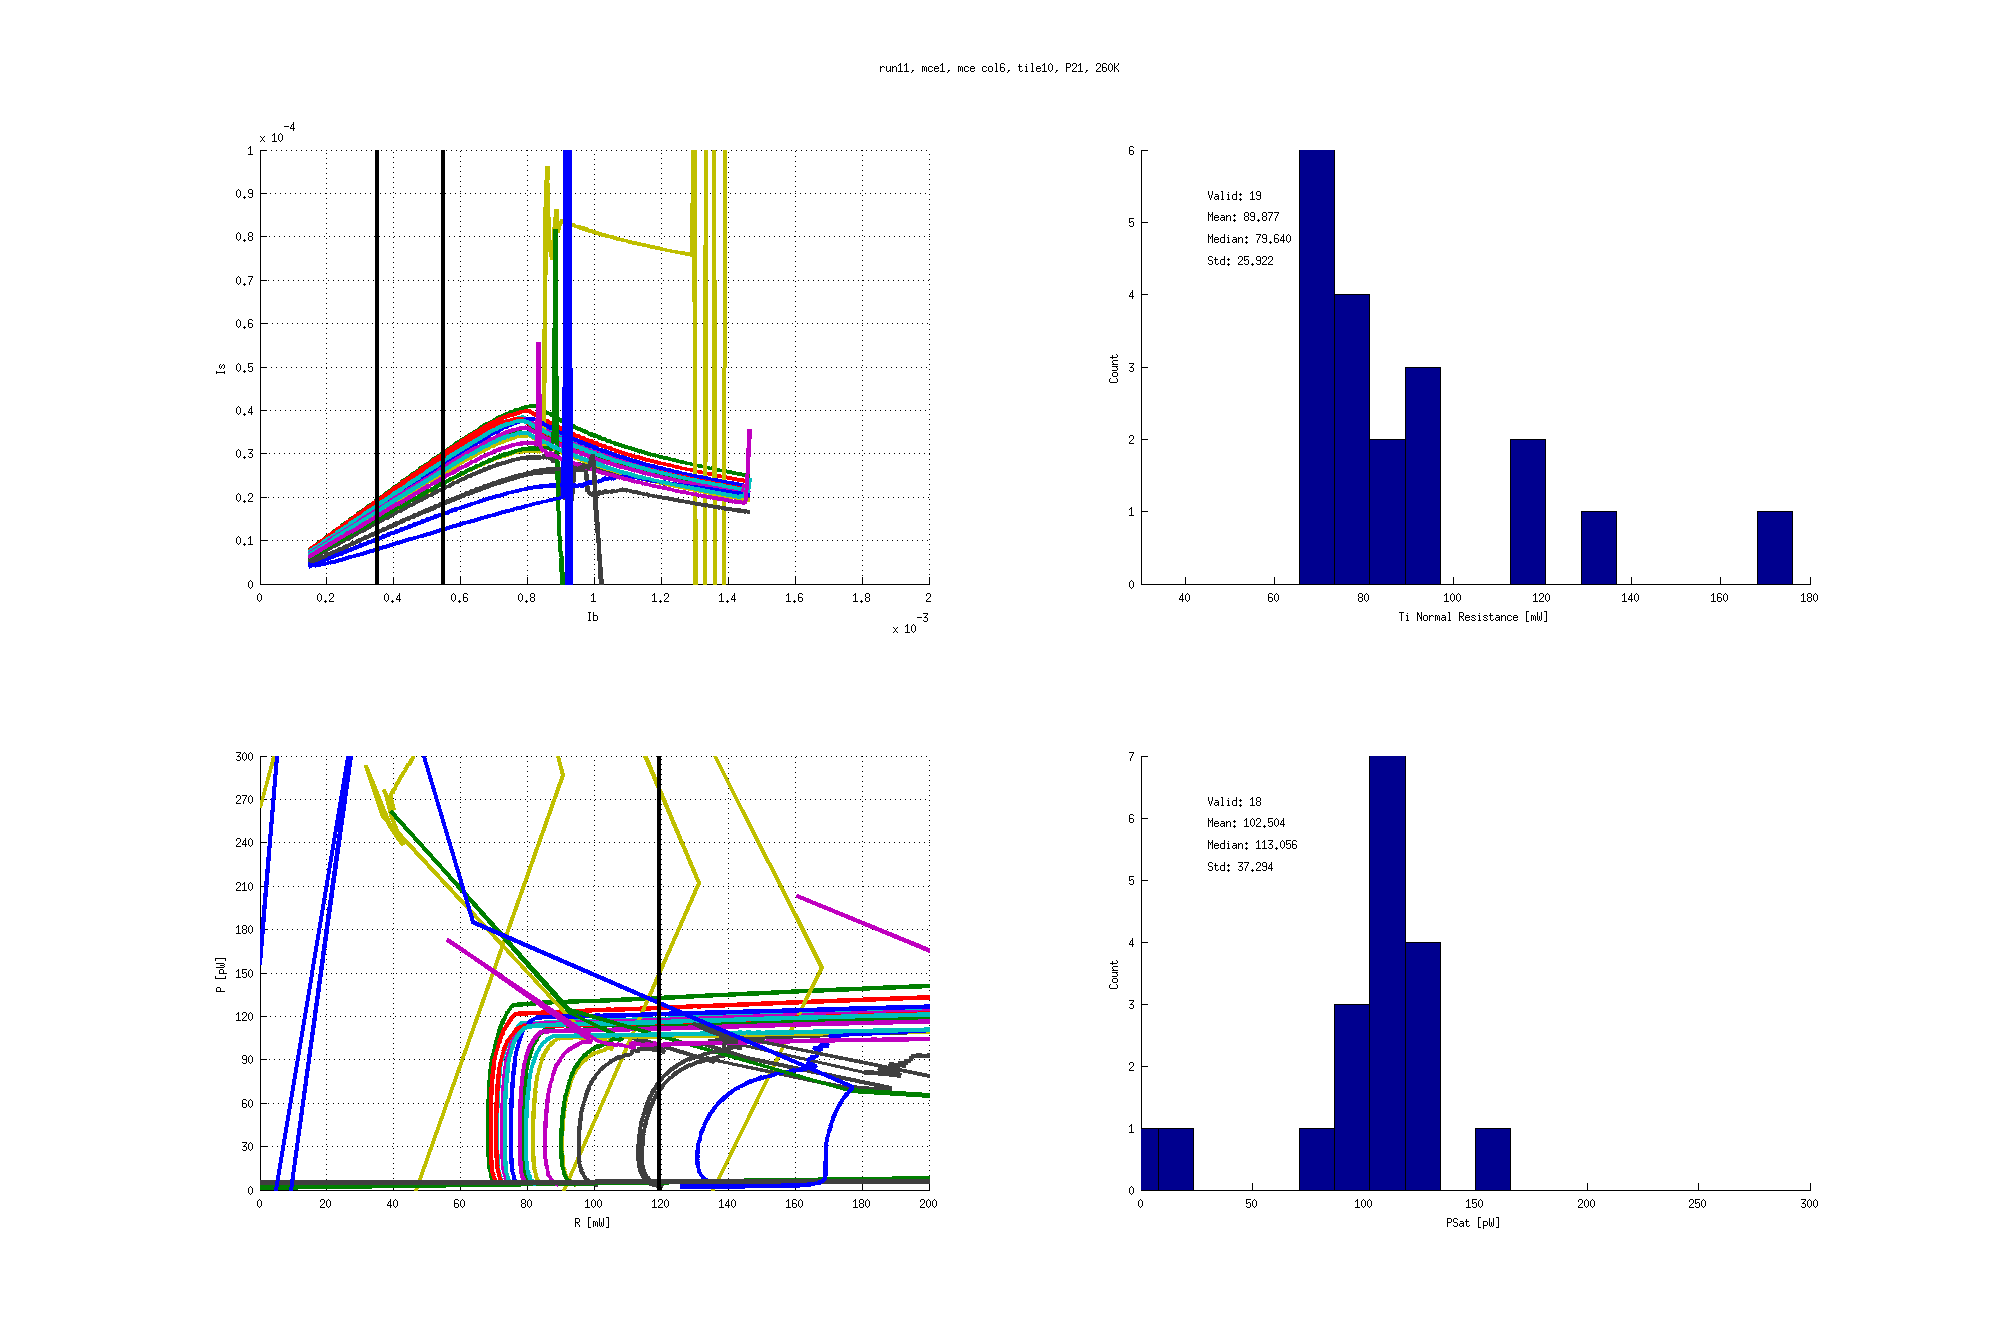 run11, mce1, mce col6, tile10, P21, 260K
x 10
-4
1
0.9
0.8
0.7
0.6
0.5
0.4
0.3
0.2
0.1
0
Is
0 0.2 0.4 0.6 0.8 1 1.2 1.4 1.6 1.8 2
Ib
x 10
-3
6
5
4
3
2
1
0
Count
Valid: 19
Mean: 89.877
Median: 79.640
Std: 25.922
40 60 80 100 120 140 160 180
Ti Normal Resistance [mW]
300
270
240
210
180
150
120
90
60
30
0
P [pW]
0 20 40 60 80 100 120 140 160 180 200
R [mW]
7
6
5
4
3
2
1
0
Count
Valid: 18
Mean: 102.504
Median: 113.056
Std: 37.294
0 50 100 150 200 250 300
PSat [pW]